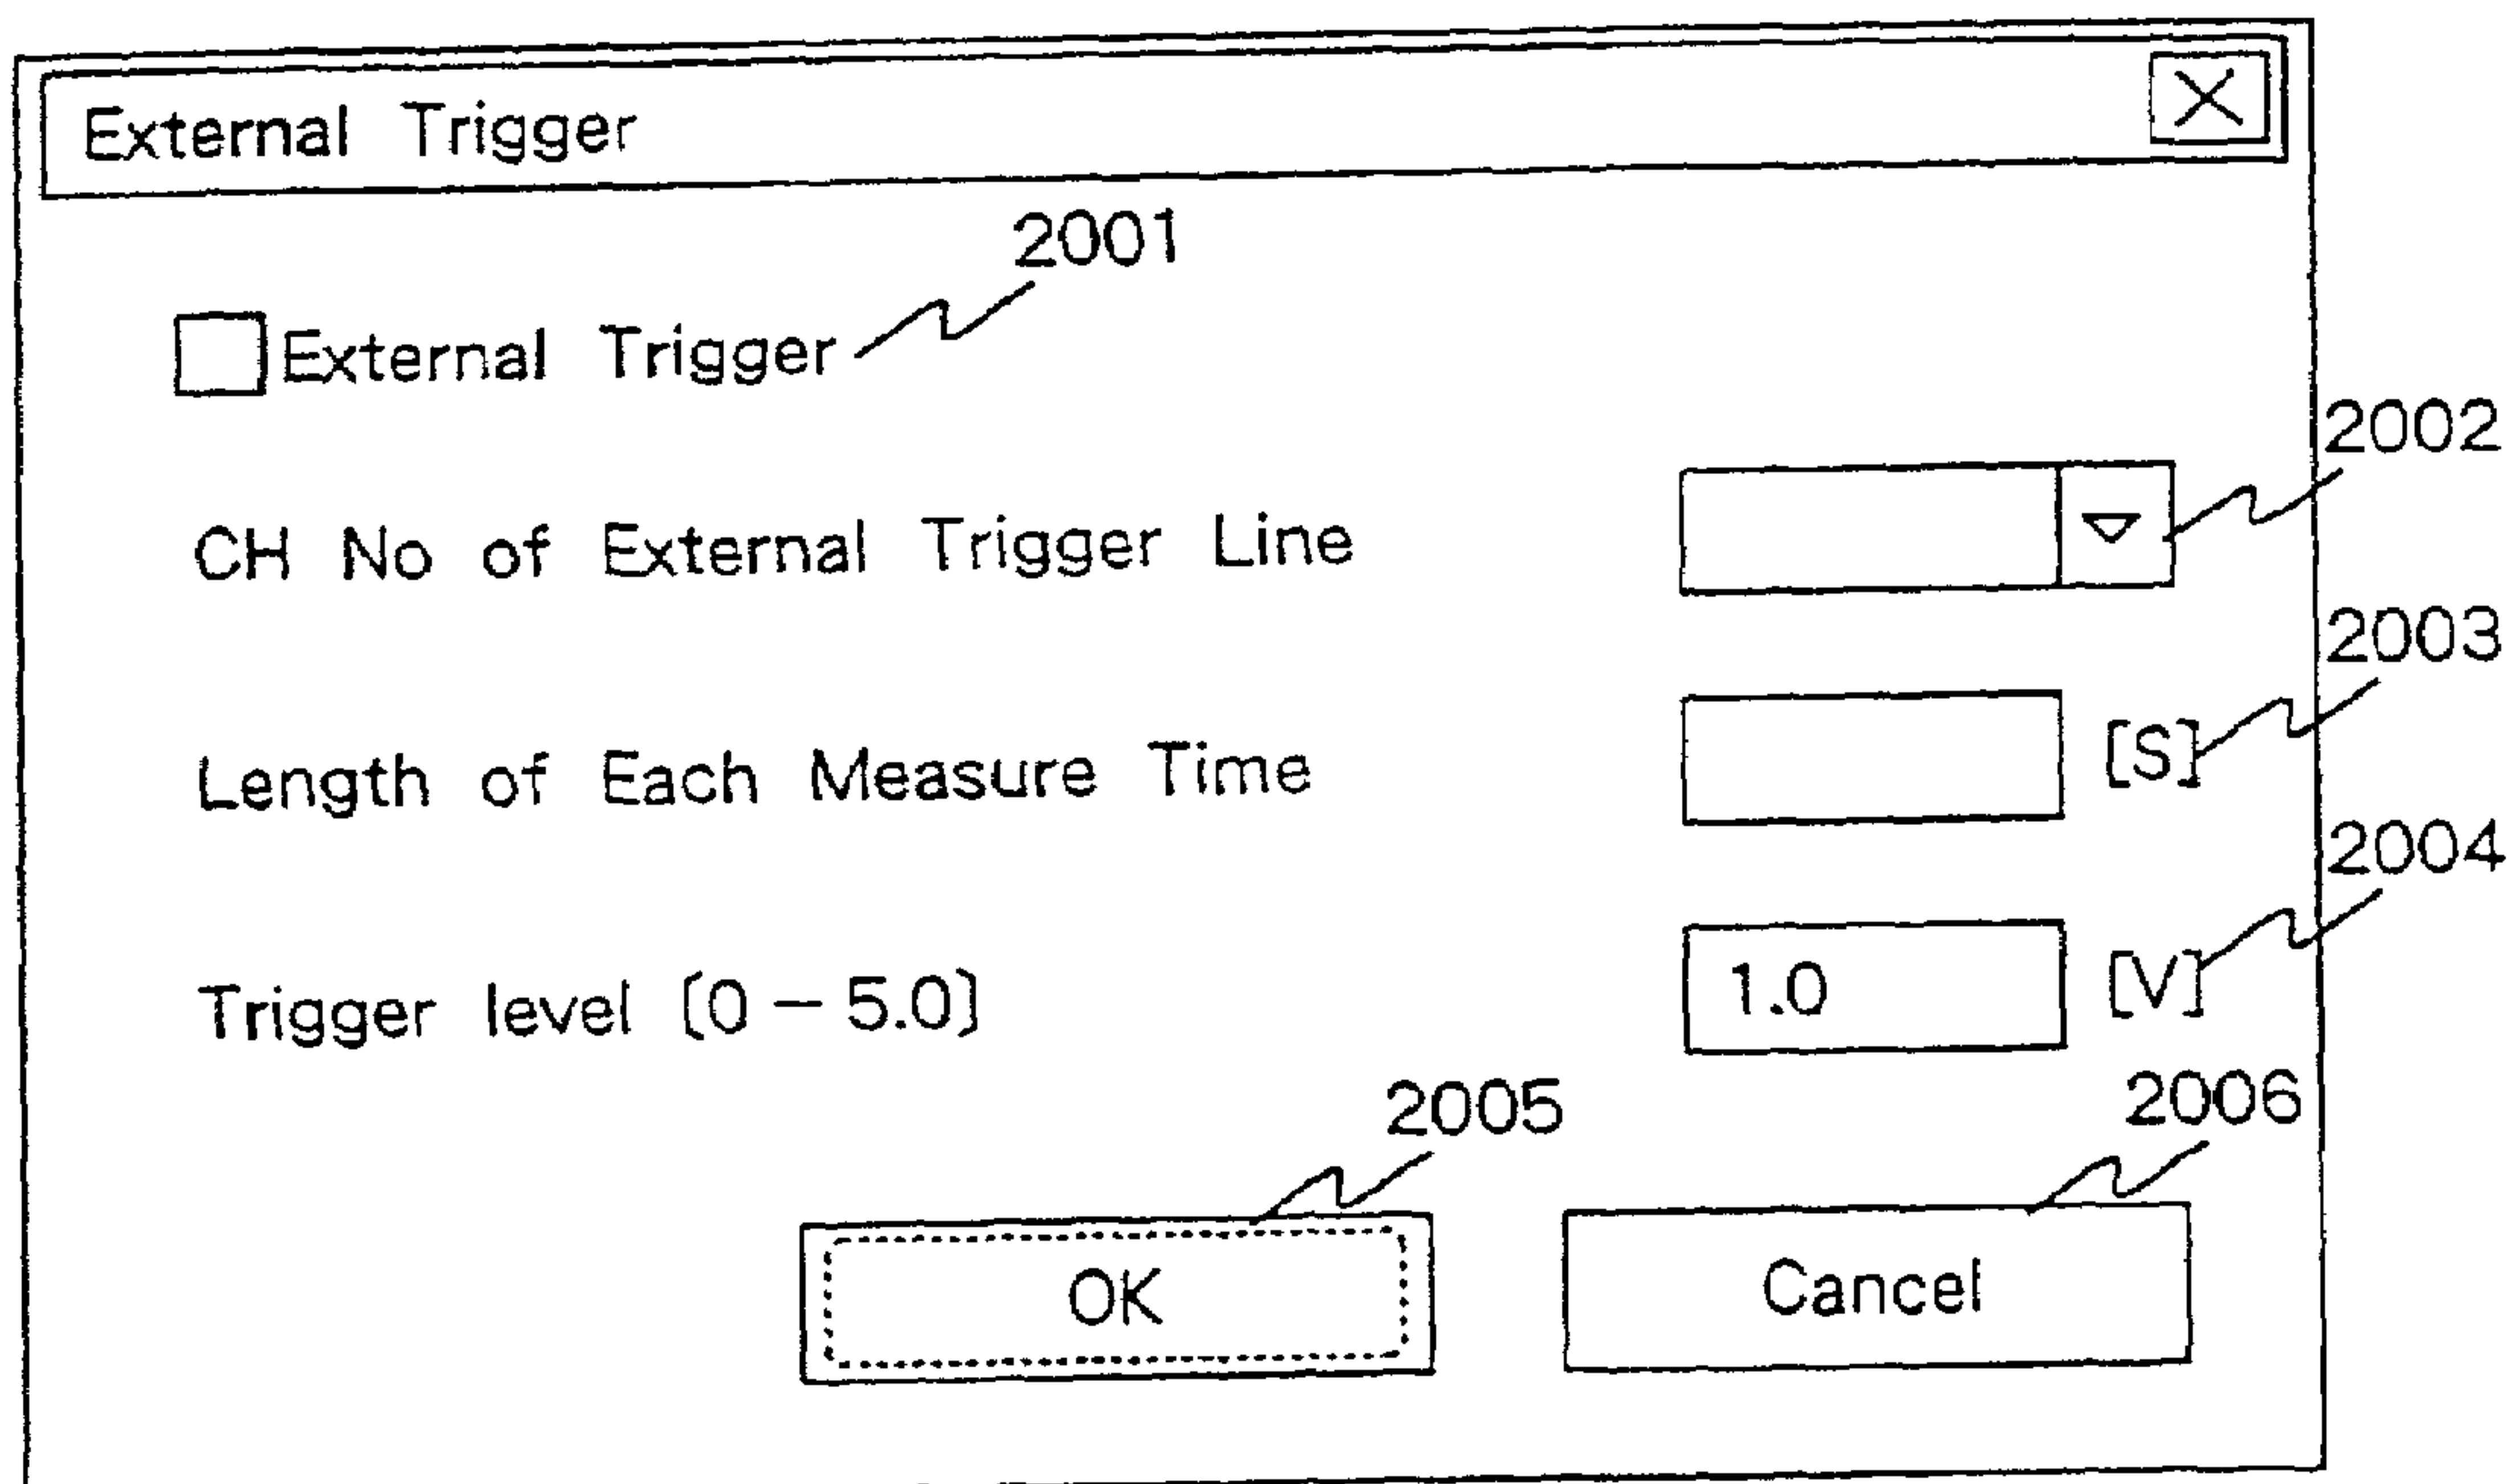 External Trigger X
2001
External Trigger
2002
CH No of External Trigger Line
2003
Length of Each Measure Time [S]
2004
Trigger level (0 – 5.0) 1.0 [V]
2005 2006
OK Cancel